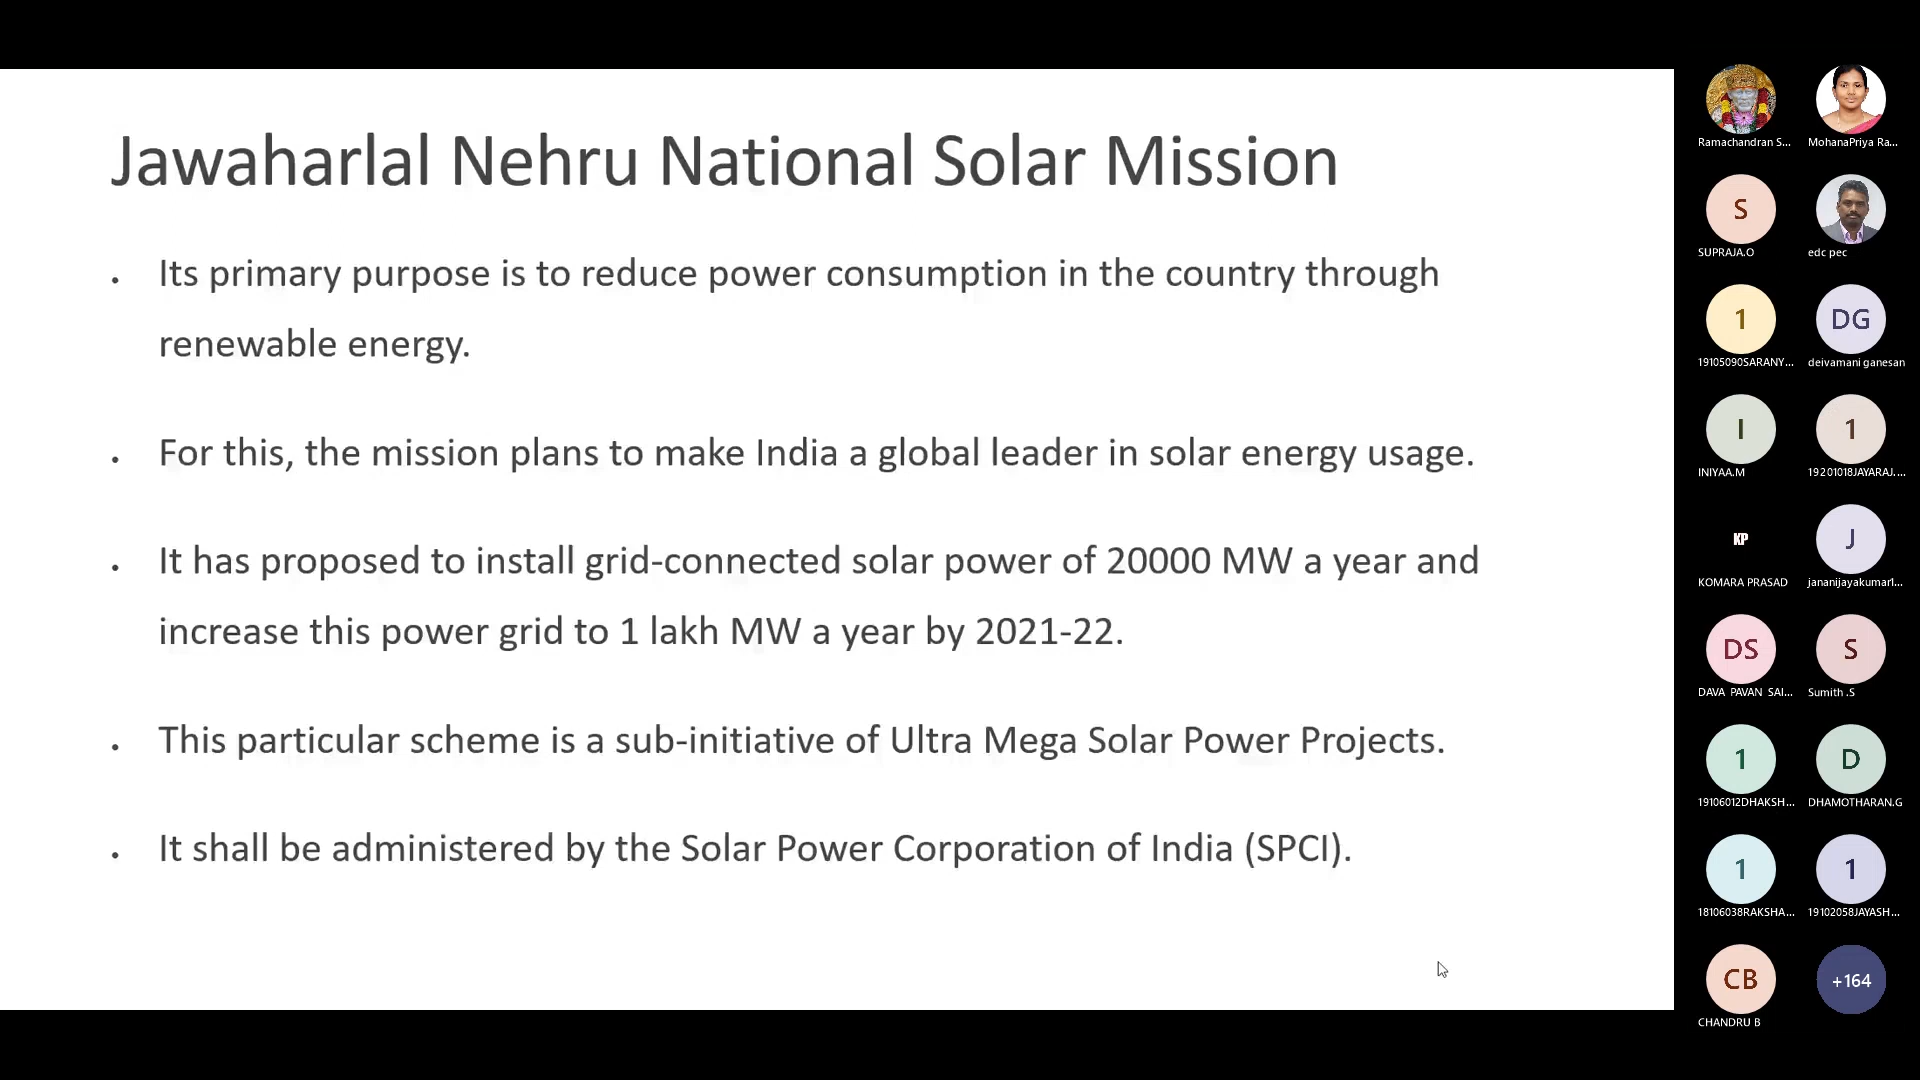 Jawaharlal Nehru National Solar Mission
• Its primary purpose is to reduce power consumption in the country through
renewable energy.
• For this, the mission plans to make India a global leader in solar energy usage.
• It has proposed to install grid-connected solar power of 20000 MW a year and
increase this power grid to 1 lakh MW a year by 2021-22.
• This particular scheme is a sub-initiative of Ultra Mega Solar Power Projects.
• It shall be administered by the Solar Power Corporation of India (SPCI).
Ramachandran S...
MohanaPriya Ra...
S
SUPRAJA.O
edc pec
1
19105090SARANY...
DG
deivamani ganesan
I
INIYAA.M
1
19201018JAYARAJ....
KP
KOMARA PRASAD
J
jananijayakumarl...
DS
DAVA PAVAN SAI...
S
Sumith .S
1
19106012DHAKSH...
D
DHAMOTHARAN.G
1
18106038RAKSHA...
1
19102058JAYASH...
CB
CHANDRU B
+164